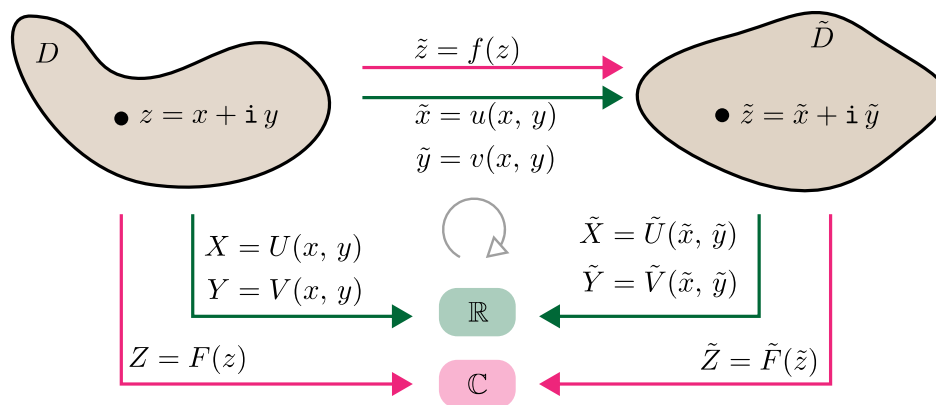 D
z = x + i y
z̃ = f(z)
x̃ = u(x, y)
ỹ = v(x, y)
D̃
z̃ = x̃ + i ỹ
X = U(x, y)
Y = V(x, y)
X̃ = Ũ(x̃, ỹ)
Ỹ = Ṽ(x̃, ỹ)
ℝ
Z = F(z)
Z̃ = F̃(z̃)
ℂ